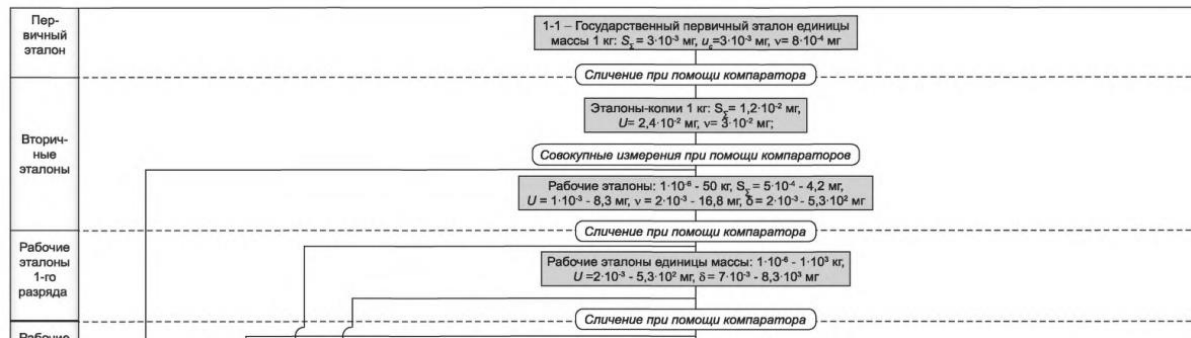 Пер-
вичный
эталон
1-1 – Государственный первичный эталон единицы
массы 1 кг: S_Σ = 3·10⁻³ мг, u_c=3·10⁻³ мг, ν= 8·10⁻⁴ мг
Сличение при помощи компаратора
Вторич-
ные
эталоны
Эталоны-копии 1 кг: S_Σ= 1,2·10⁻² мг,
U= 2,4·10⁻² мг, ν= 3·10⁻² мг;
Совокупные измерения при помощи компараторов
Рабочие эталоны: 1·10⁻⁶ - 50 кг, S_Σ = 5·10⁻⁴ - 4,2 мг,
U = 1·10⁻³ - 8,3 мг, ν = 2·10⁻³ - 16,8 мг, δ = 2·10⁻³ - 5,3·10² мг
Сличение при помощи компаратора
Рабочие
эталоны
1-го
разряда
Рабочие эталоны единицы массы: 1·10⁻⁶ - 1·10³ кг,
U =2·10⁻³ - 5,3·10² мг, δ = 7·10⁻³ - 8,3·10³ мг
Сличение при помощи компаратора
Рабочие